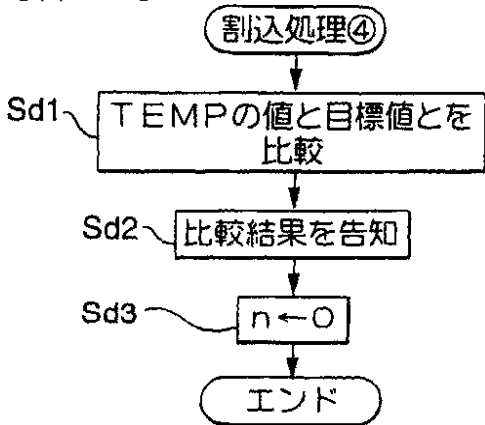 割込処理④
Sd1
TEMPの値と目標値とを
比較
Sd2
比較結果を告知
Sd3
n←0
エンド